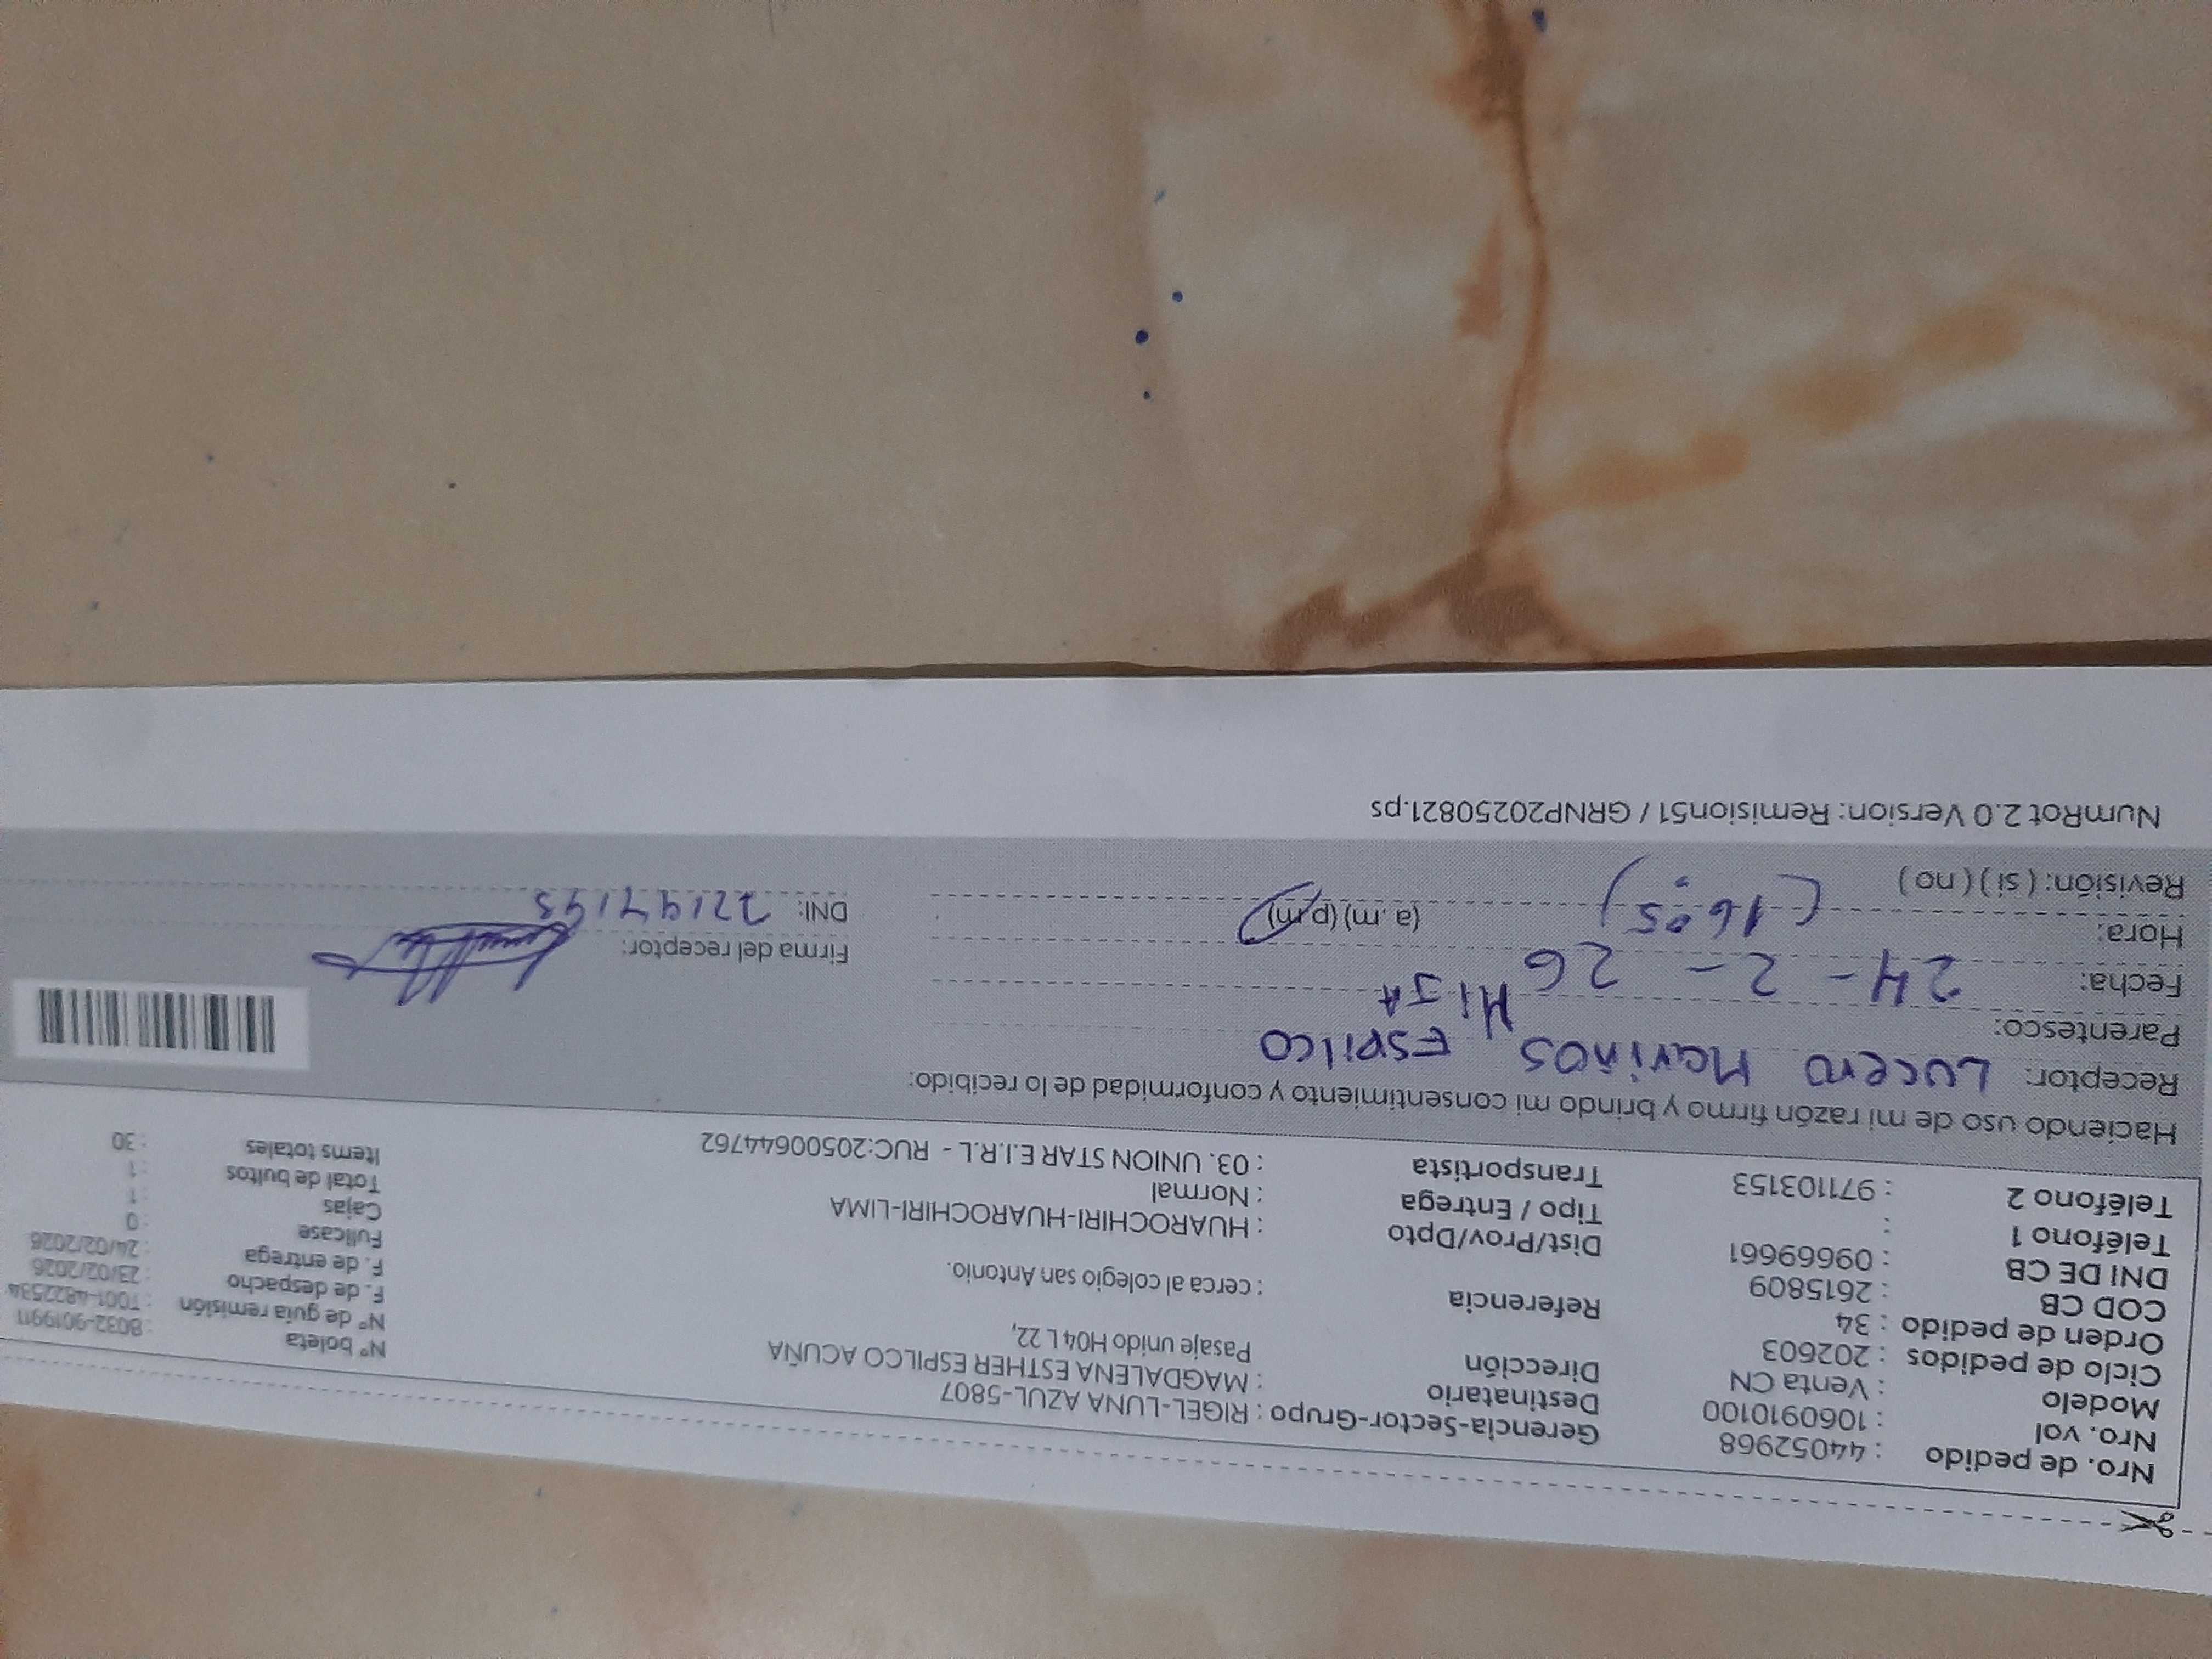 Nro. de pedido : 44052968
Nro. vol : 1060910100
Modelo : Venta CN
Ciclo de pedidos : 202603
Orden de pedido : 34
COD CB : 2615809
DNI DE CB : 09669661
Teléfono 1 :
Teléfono 2 : 971103153
Gerencia-Sector-Grupo : RIGEL-LUNA AZUL-5807
Destinatario : MAGDALENA ESTHER ESPILCO ACUÑA
Dirección Pasaje unido H04 L 22,
Referencia : cerca al colegio san Antonio.
Dist/Prov/Dpto : HUAROCHIRI-HUAROCHIRI-LIMA
Tipo / Entrega : Normal
Transportista : 03. UNION STAR E.I.R.L - RUC:20500644762
N° boleta : B032-9019911
N° de guía remisión : T001-4822534
F. de despacho : 23/02/2026
F. de entrega : 24/02/2026
Fullcase : 0
Cajas : 1
Total de bultos : 1
Items totales : 30
Haciendo uso de mi razón firmo y brindo mi consentimiento y conformidad de lo recibido:
Receptor: Lucero Mariños Espilco
Parentesco: HIJA
Fecha: 24 - 2 - 26
Hora: (16:05) (a. m) (p.m)
Revisión: ( si ) ( no )
Firma del receptor:
DNI:
NumRot 2.0 Version: Remision51 / GRNP20250821.ps